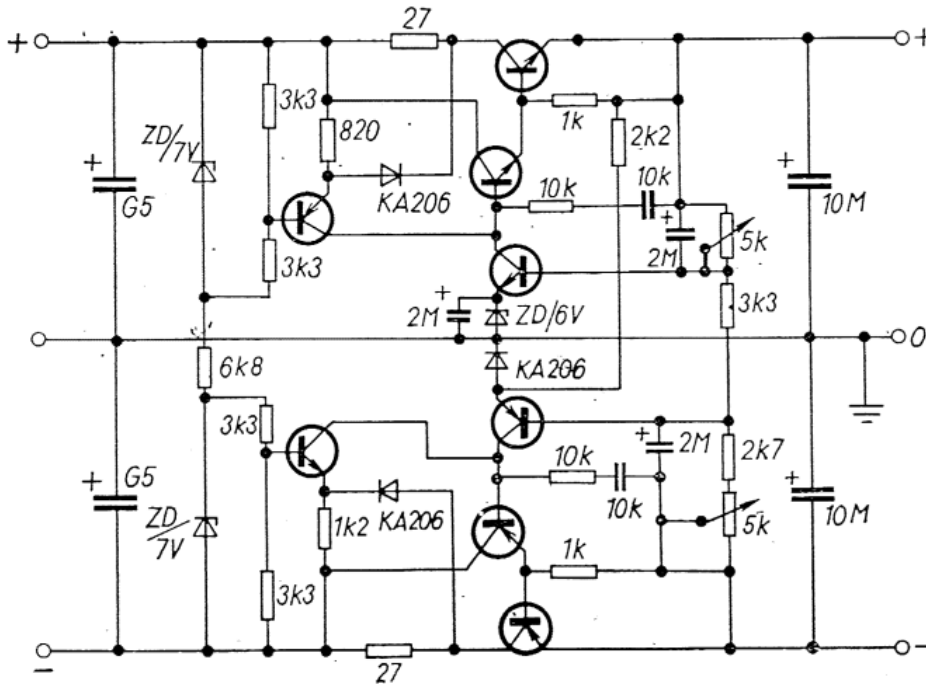 27
+
+
3k3
820
1k
2k2
ZD/7V
KA206
10k
10k
+
+
G5
+
2M
5k
10M
3k3
+
2M
ZD/6V
3k3
0
6k8
KA206
3k3
+
2M
2k7
+
G5
10k
10k
+
ZD/7V
1k2
KA206
5k
10M
1k
3k3
−
27
−